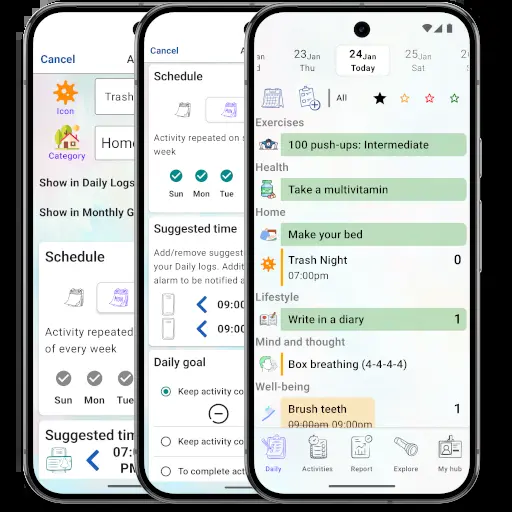 Cancel
Icon
Trash
Category
Home
Show in Daily Logs
Show in Monthly G
Schedule
Activity repeated
of every week
Sun Mon Tue
Suggested tim
07:0
PM
Cancel
A
Schedule
Activity repeated on s
week
Sun Mon Tue
Suggested time
Add/remove suggest
your Daily logs. Addit
alarm to be notified a
09:00
09:00
Daily goal
Keep activity co
Keep activity co
To complete act
23Jan
Thu
24Jan
Today
25Jan
Sat
26
All
Exercises
100 push-ups: Intermediate
Health
Take a multivitamin
Home
Make your bed
Trash Night 0
07:00pm
Lifestyle
Write in a diary 1
Mind and thought
Box breathing (4-4-4-4)
Well-being
Brush teeth 1
09:00am 09:00pm
Daily Activities Report Explore My hub